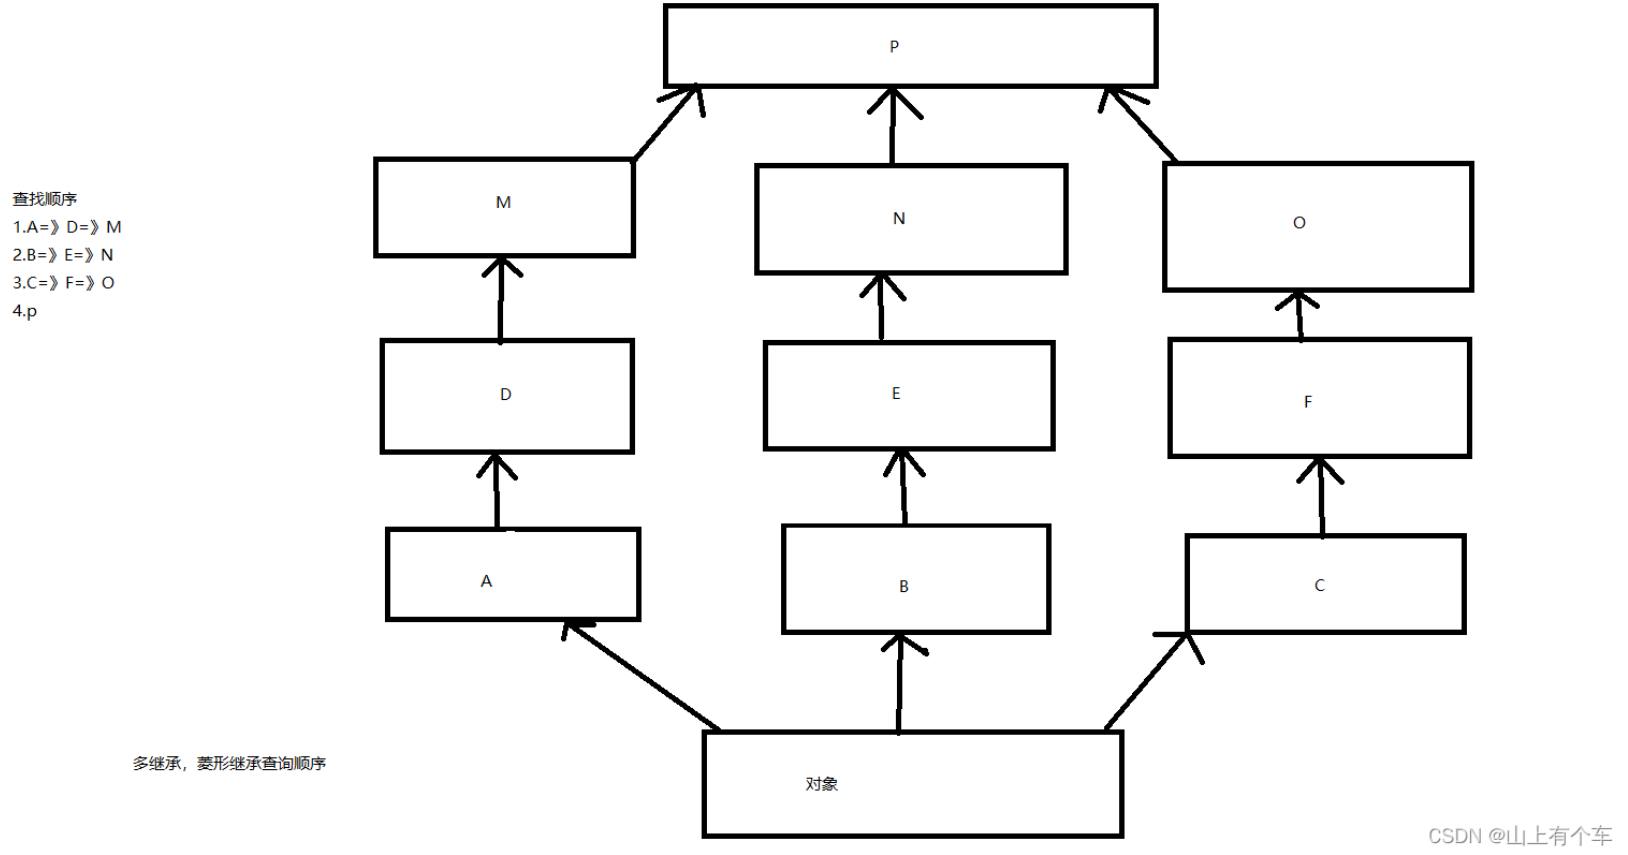 P
M
N
O
查找顺序
1.A=》D=》M
2.B=》E=》N
3.C=》F=》O
4.p
D
E
F
A
B
C
多继承，菱形继承查询顺序
对象
CSDN @山上有个车